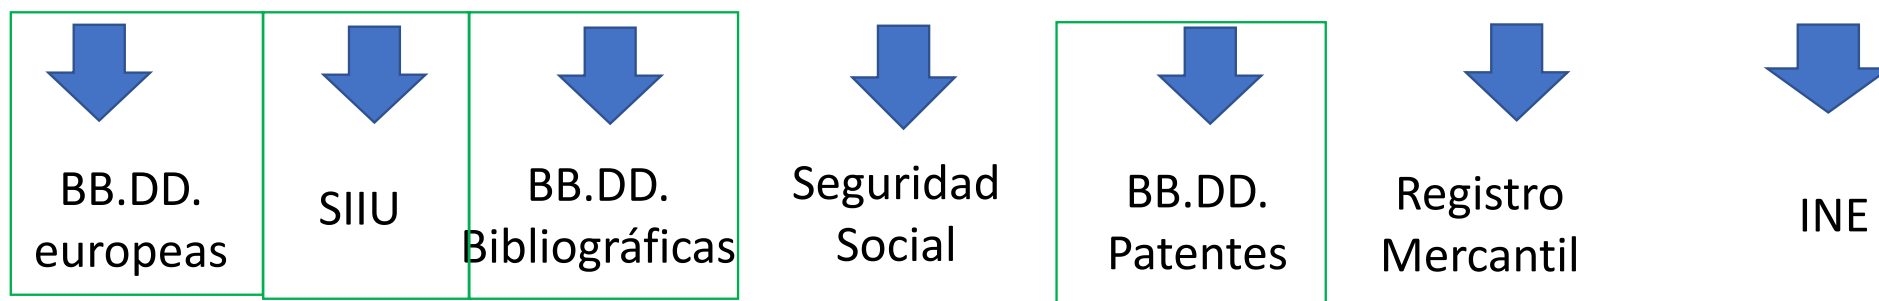 BB.DD.
europeas
SIIU
BB.DD.
Bibliográficas
Seguridad
Social
BB.DD.
Patentes
Registro
Mercantil
INE